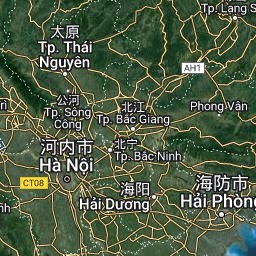 Tp. Lạng S
太原
Tp. Thái
Nguyên
AH1
公河
Tp. Sông
Công
北江
Tp. Bắc Giang
Phong Vân
河内市
Hà Nội
北宁
Tp. Bắc Ninh
CT08
海阳
Hải Dương
海防市
Hải Phòng